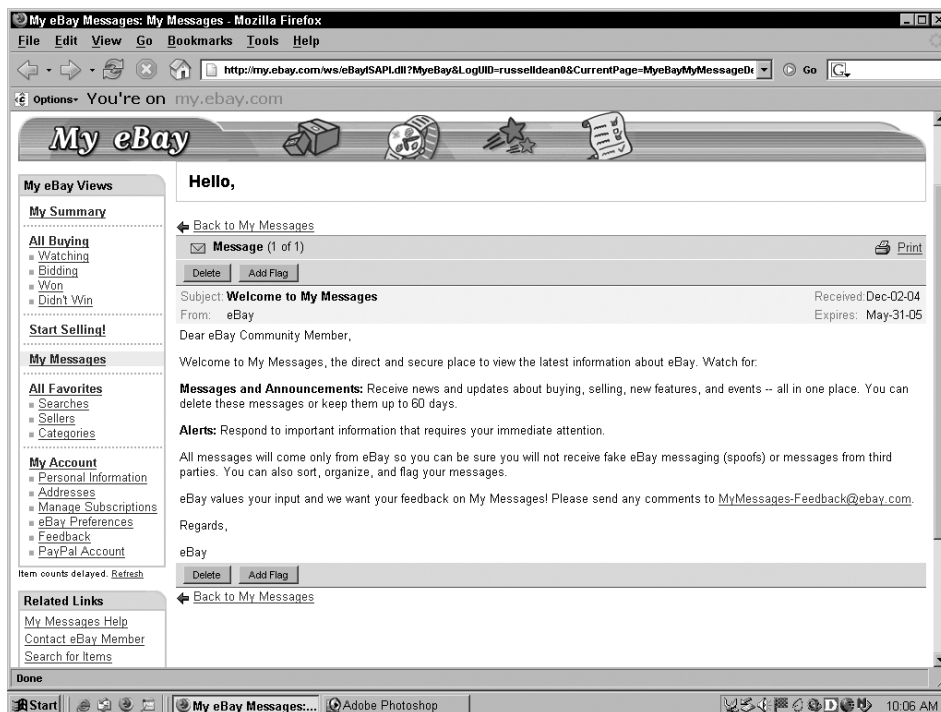 My eBay Messages: My Messages - Mozilla Firefox
File Edit View Go Bookmarks Tools Help
http://my.ebay.com/ws/eBayISAPI.dll?MyeBay&LogUID=russelldean0&CurrentPage=MyeBayMyMessageDe Go G
Options You're on my.ebay.com
My eBay
My eBay Views
My Summary
All Buying
Watching
Bidding
Won
Didn't Win
Start Selling!
My Messages
All Favorites
Searches
Sellers
Categories
My Account
Personal Information
Addresses
Manage Subscriptions
eBay Preferences
Feedback
PayPal Account
Item counts delayed. Refresh
Related Links
My Messages Help
Contact eBay Member
Search for Items
Hello,
Back to My Messages
Message (1 of 1) Print
Delete Add Flag
Subject: Welcome to My Messages Received: Dec-02-04
From: eBay Expires: May-31-05
Dear eBay Community Member,
Welcome to My Messages, the direct and secure place to view the latest information about eBay. Watch for:
Messages and Announcements: Receive news and updates about buying, selling, new features, and events -- all in one place. You can
delete these messages or keep them up to 60 days.
Alerts: Respond to important information that requires your immediate attention.
All messages will come only from eBay so you can be sure you will not receive fake eBay messaging (spoofs) or messages from third
parties. You can also sort, organize, and flag your messages.
eBay values your input and we want your feedback on My Messages! Please send any comments to MyMessages-Feedback@ebay.com.
Regards,
eBay
Delete Add Flag
Back to My Messages
Done
Start My eBay Messages:... Adobe Photoshop 10:06 AM